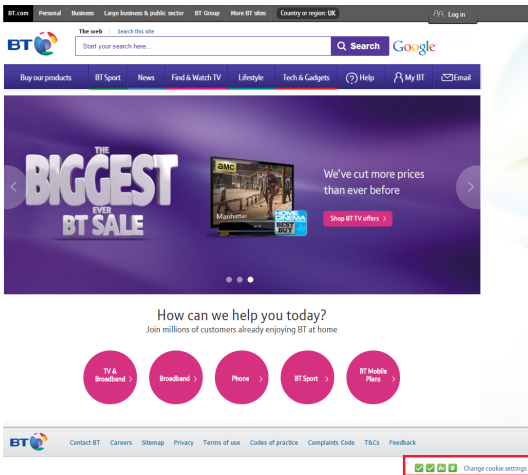 BT.com Personal Business Large business & public sector BT Group More BT sites Country or region: UK Log in
The web Search this site
BT Start your search here... Search Google
Buy our products BT Sport News Find & Watch TV Lifestyle Tech & Gadgets ? Help My BT Email
THE
BIGGEST
EVER
BT SALE
amc
Manhattan
HOME
CINEMA
BEST
BUY
We've cut more prices
than ever before
Shop BT TV offers >
How can we help you today?
Join millions of customers already enjoying BT at home
TV &
Broadband >
Broadband >
Phone >
BT Sport >
BT Mobile
Plans >
BT Contact BT Careers Sitemap Privacy Terms of use Codes of practice Complaints Code T&Cs Feedback
Change cookie settings